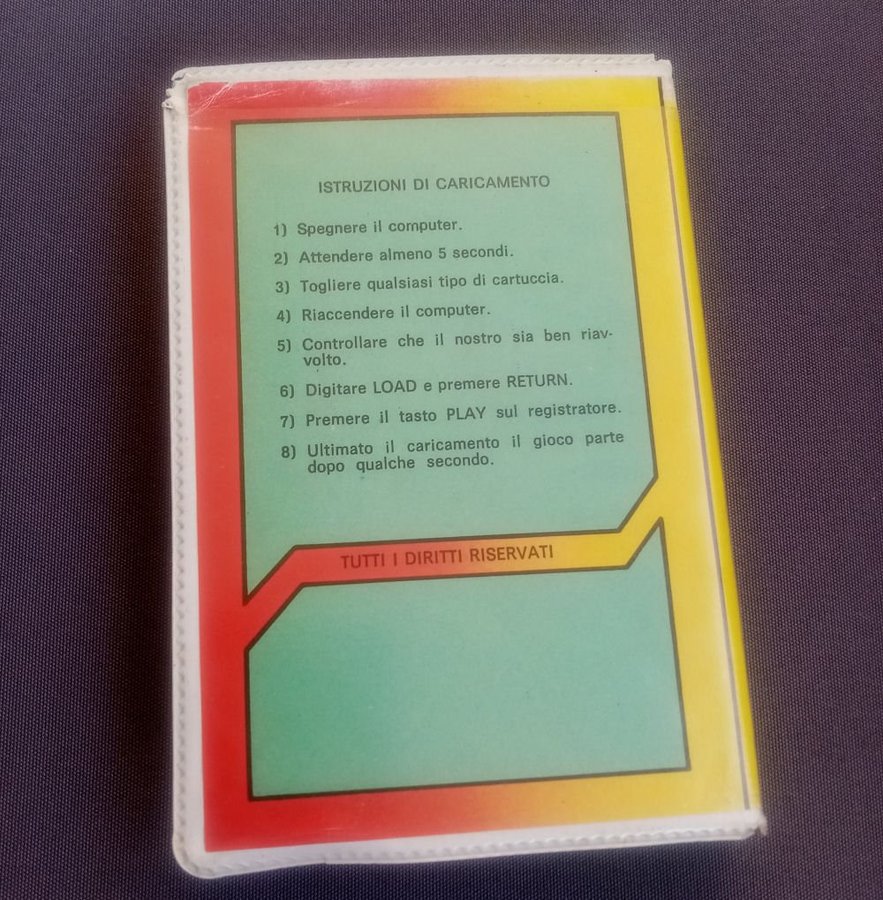 ISTRUZIONI DI CARICAMENTO
1) Spegnere il computer.
2) Attendere almeno 5 secondi.
3) Togliere qualsiasi tipo di cartuccia.
4) Riaccendere il computer.
5) Controllare che il nostro sia ben riav-
volto.
6) Digitare LOAD e premere RETURN.
7) Premere il tasto PLAY sul registratore.
8) Ultimato il caricamento il gioco parte
dopo qualche secondo.
TUTTI I DIRITTI RISERVATI